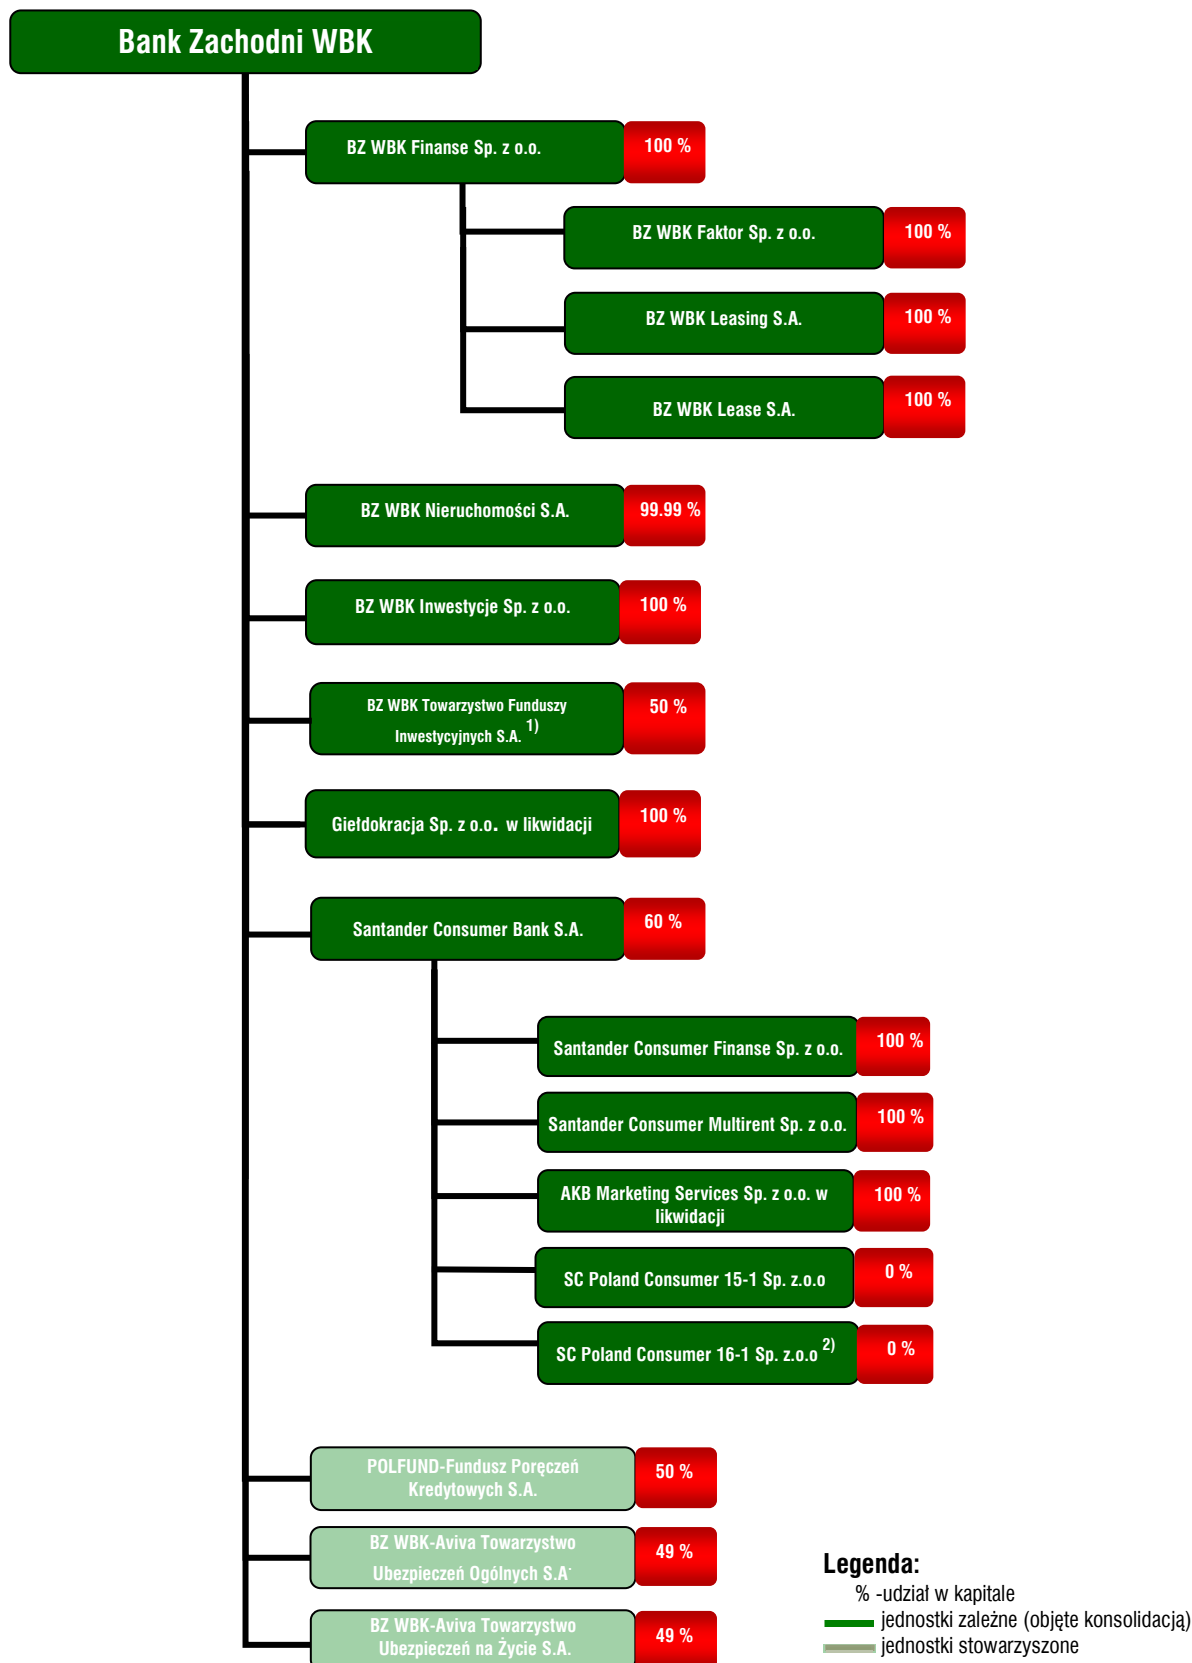 Bank Zachodni WBK
BZ WBK Finanse Sp. z o.o.
100 %
BZ WBK Faktor Sp. z o.o.
100 %
BZ WBK Leasing S.A.
100 %
BZ WBK Lease S.A.
100 %
BZ WBK Nieruchomości S.A.
99.99 %
BZ WBK Inwestycje Sp. z o.o.
100 %
BZ WBK Towarzystwo Funduszy
Inwestycyjnych S.A. 1)
50 %
Giełdokracja Sp. z o.o. w likwidacji
100 %
Santander Consumer Bank S.A.
60 %
Santander Consumer Finanse Sp. z o.o.
100 %
Santander Consumer Multirent Sp. z o.o.
100 %
AKB Marketing Services Sp. z o.o. w
likwidacji
100 %
SC Poland Consumer 15-1 Sp. z.o.o
0 %
SC Poland Consumer 16-1 Sp. z.o.o 2)
0 %
POLFUND-Fundusz Poręczeń
Kredytowych S.A.
50 %
BZ WBK-Aviva Towarzystwo
Ubezpieczeń Ogólnych S.A.
49 %
BZ WBK-Aviva Towarzystwo
Ubezpieczeń na Życie S.A.
49 %
Legenda:
% -udział w kapitale
jednostki zależne (objęte konsolidacją)
jednostki stowarzyszone